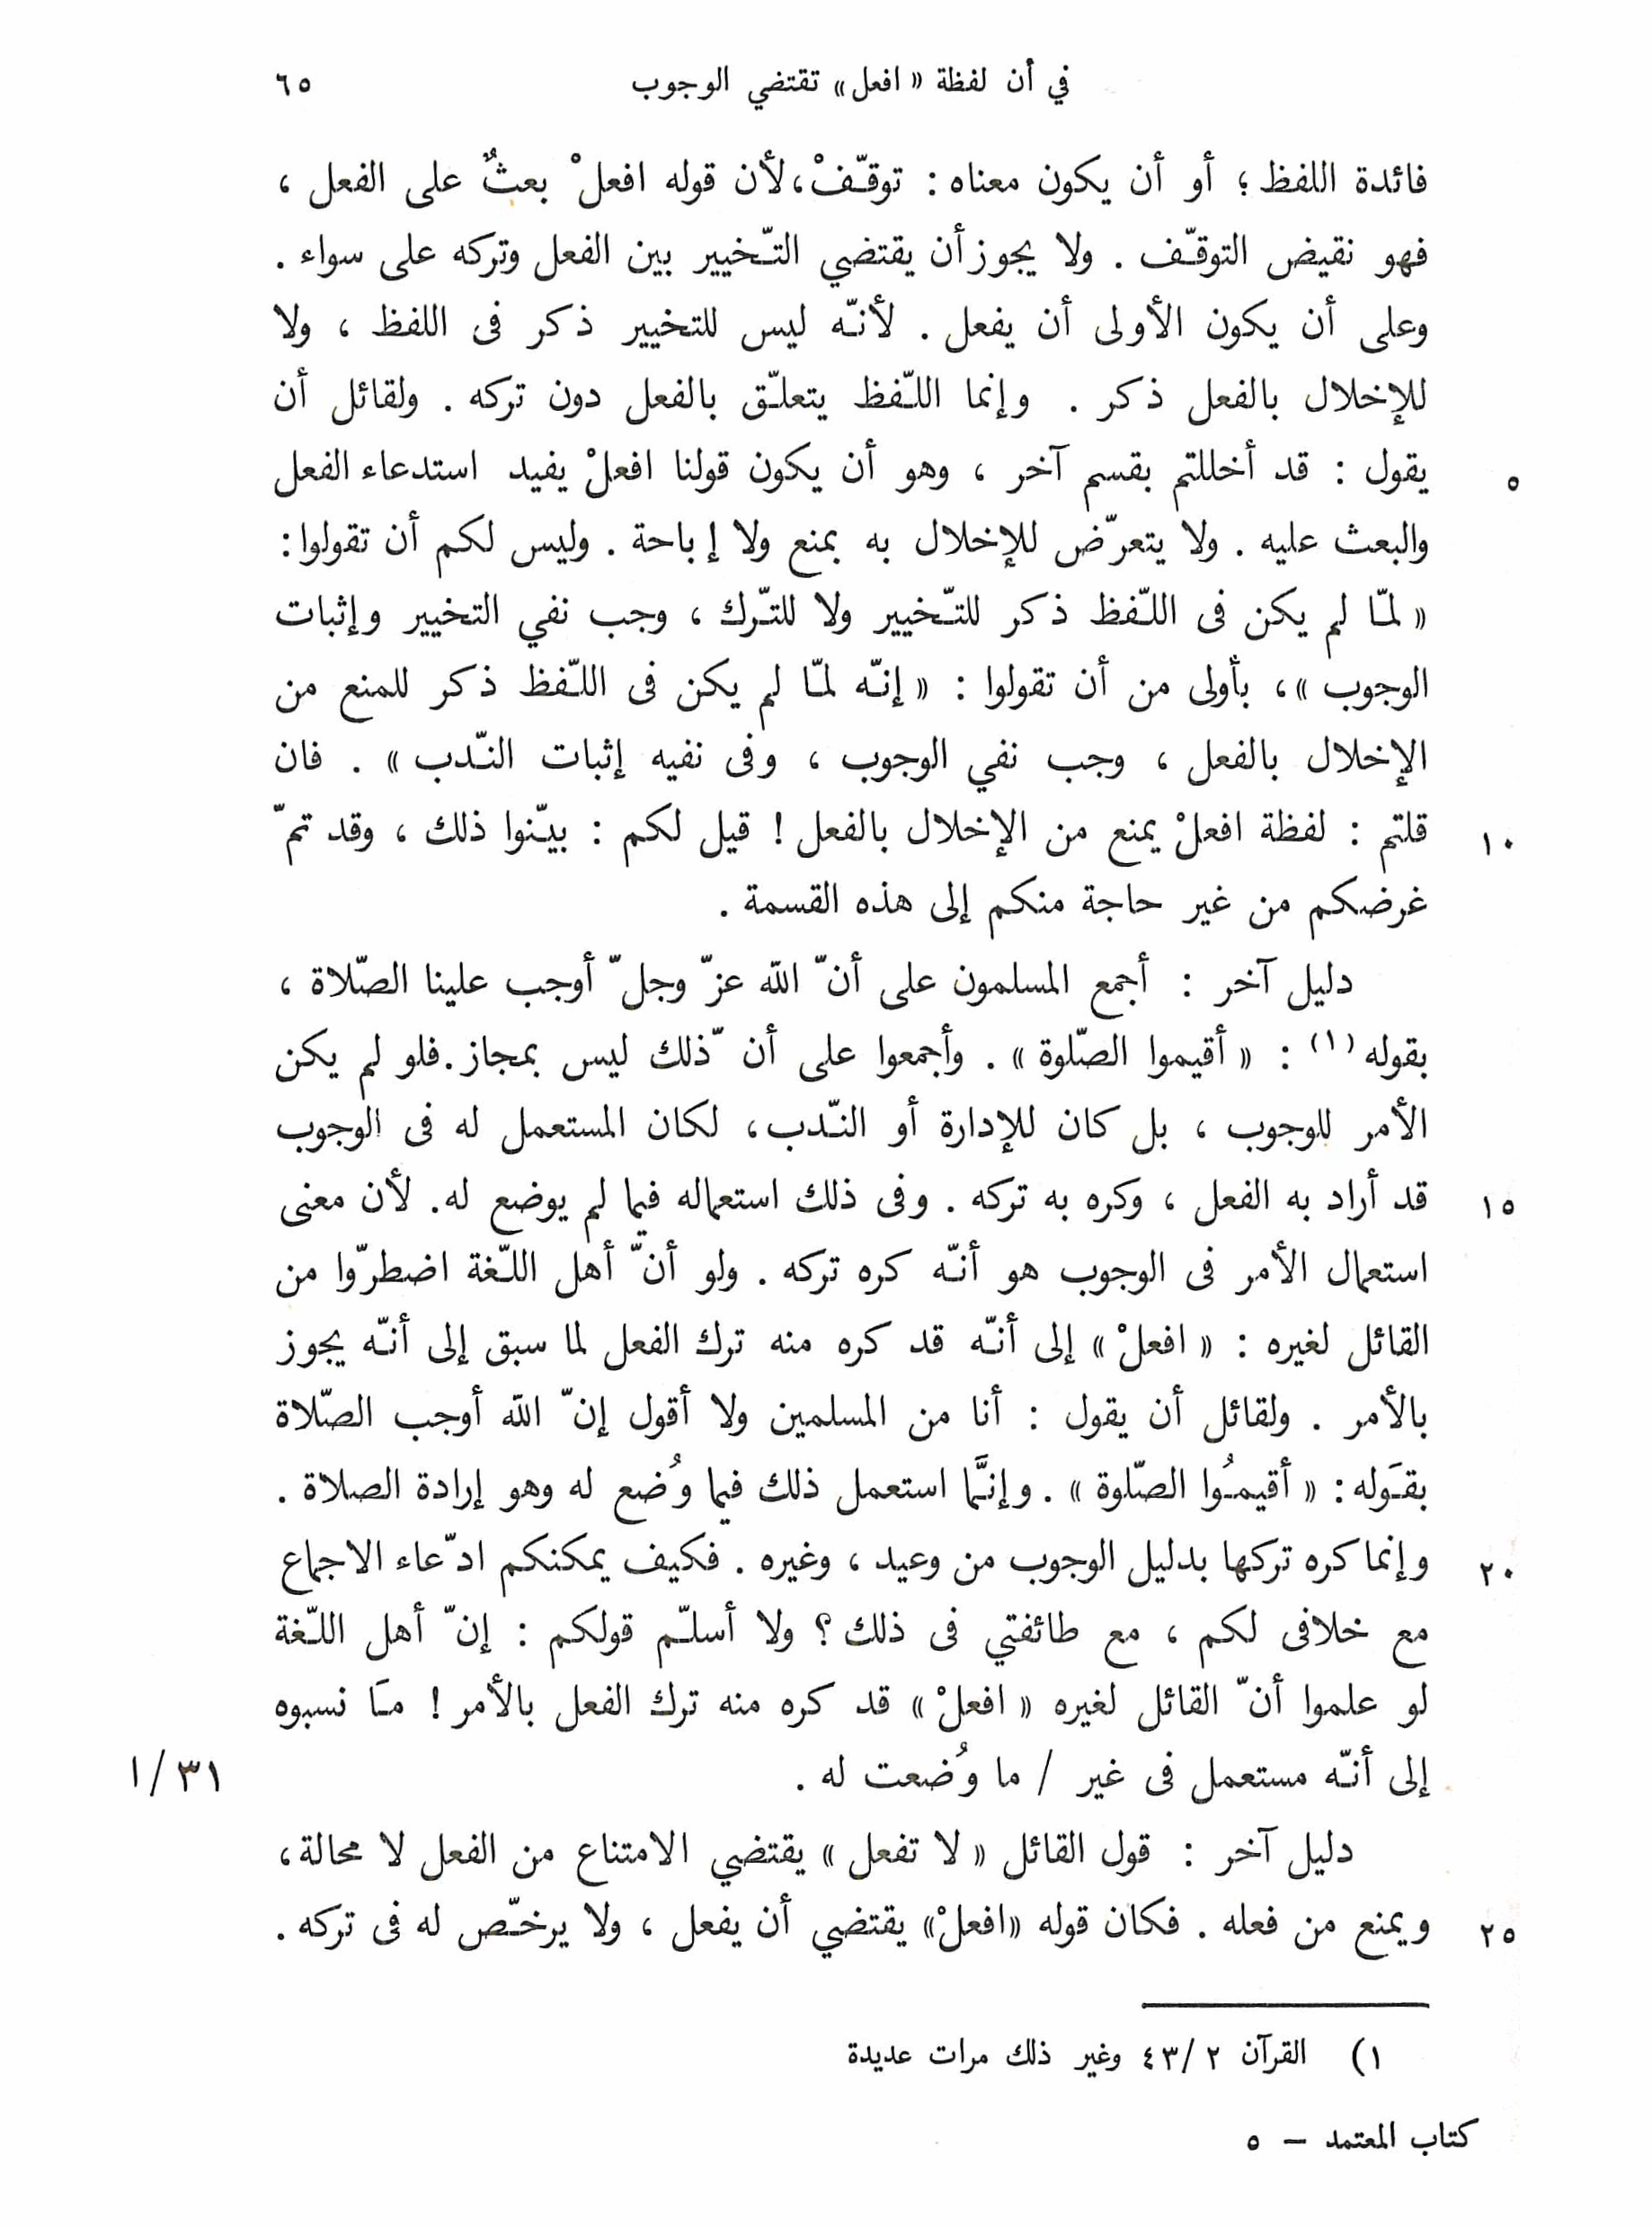 في أن لفظة « افعل » تقتضي الوجوب ٦٥
فائدة اللفظ ؛ أو أن يكون معناه : توقّفْ، لأن قوله افعلْ بعثٌ على الفعل ،
فهو نقيض التوقّف . ولا يجوز أن يقتضي التّخيير بين الفعل وتركه على سواء .
وعلى أن يكون الأولى أن يفعل . لأنّه ليس للتخيير ذكر فى اللفظ ، ولا
للإخلال بالفعل ذكر . وإنما اللّفظ يتعلّق بالفعل دون تركه . ولقائل أن
يقول : قد أخللتم بقسم آخر ، وهو أن يكون قولنا افعلْ يفيد استدعاء الفعل ٥
والبعث عليه . ولا يتعرّض للإخلال به بمنع ولا إباحة . وليس لكم أن تقولوا:
« لمّا لم يكن فى اللّفظ ذكر للتّخيير ولا للتّرك ، وجب نفي التخيير وإثبات
الوجوب »، بأولى من أن تقولوا : « إنّه لمّا لم يكن فى اللّفظ ذكر للمنع من
الإخلال بالفعل ، وجب نفي الوجوب ، وفى نفيه إثبات النّدب » . فان
قلتم : لفظة افعلْ يمنع من الإخلال بالفعل ! قيل لكم : بيّنوا ذلك ، وقد تمّ ١٠
غرضكم من غير حاجة منكم إلى هذه القسمة .
دليل آخر : أجمع المسلمون على أنّ اللّه عزّ وجلّ أوجب علينا الصّلاة ،
بقوله (١) : « أقيموا الصّلوة » . وأجمعوا على أن ّذلك ليس بمجاز. فلو لم يكن
الأمر للوجوب ، بل كان للإدارة أو النّدب، لكان المستعمل له فى الوجوب
قد أراد به الفعل ، وكره به تركه . وفى ذلك استعماله فيما لم يوضع له. لأن معنى ١٥
استعمال الأمر فى الوجوب هو أنّه كره تركه . ولو أنّ أهل اللّغة اضطرّوا من
القائل لغيره : « افعلْ » إلى أنّه قد كره منه ترك الفعل لما سبق إلى أنّه يجوز
بالأمر . ولقائل أن يقول : أنا من المسلمين ولا أقول إنّ اللّه أوجب الصّلاة
بقَوله: « أقيمُوا الصّلوة » . وإنَّما استعمل ذلك فيما وُضع له وهو إرادة الصلاة .
وإنما كره تركها بدليل الوجوب من وعيد ، وغيره . فكيف يمكنكم ادّعاء الاجماع ٢٠
مع خلافى لكم ، مع طائفتي فى ذلك ؟ ولا أسلّم قولكم : إنّ أهل اللّغة
لو علموا أنّ القائل لغيره « افعلْ » قد كره منه ترك الفعل بالأمر ! مَا نسبوه
إلى أنّه مستعمل فى غير / ما وُضعت له . ٣١/ا
دليل آخر : قول القائل « لا تفعل » يقتضي الامتناع من الفعل لا محالة،
ويمنع من فعله . فكان قوله «افعلْ» يقتضي أن يفعل ، ولا يرخّص له فى تركه . ٢٥
١) القرآن ٢ /٤٣ وغير ذلك مرات عديدة
كتاب المعتمد – ٥